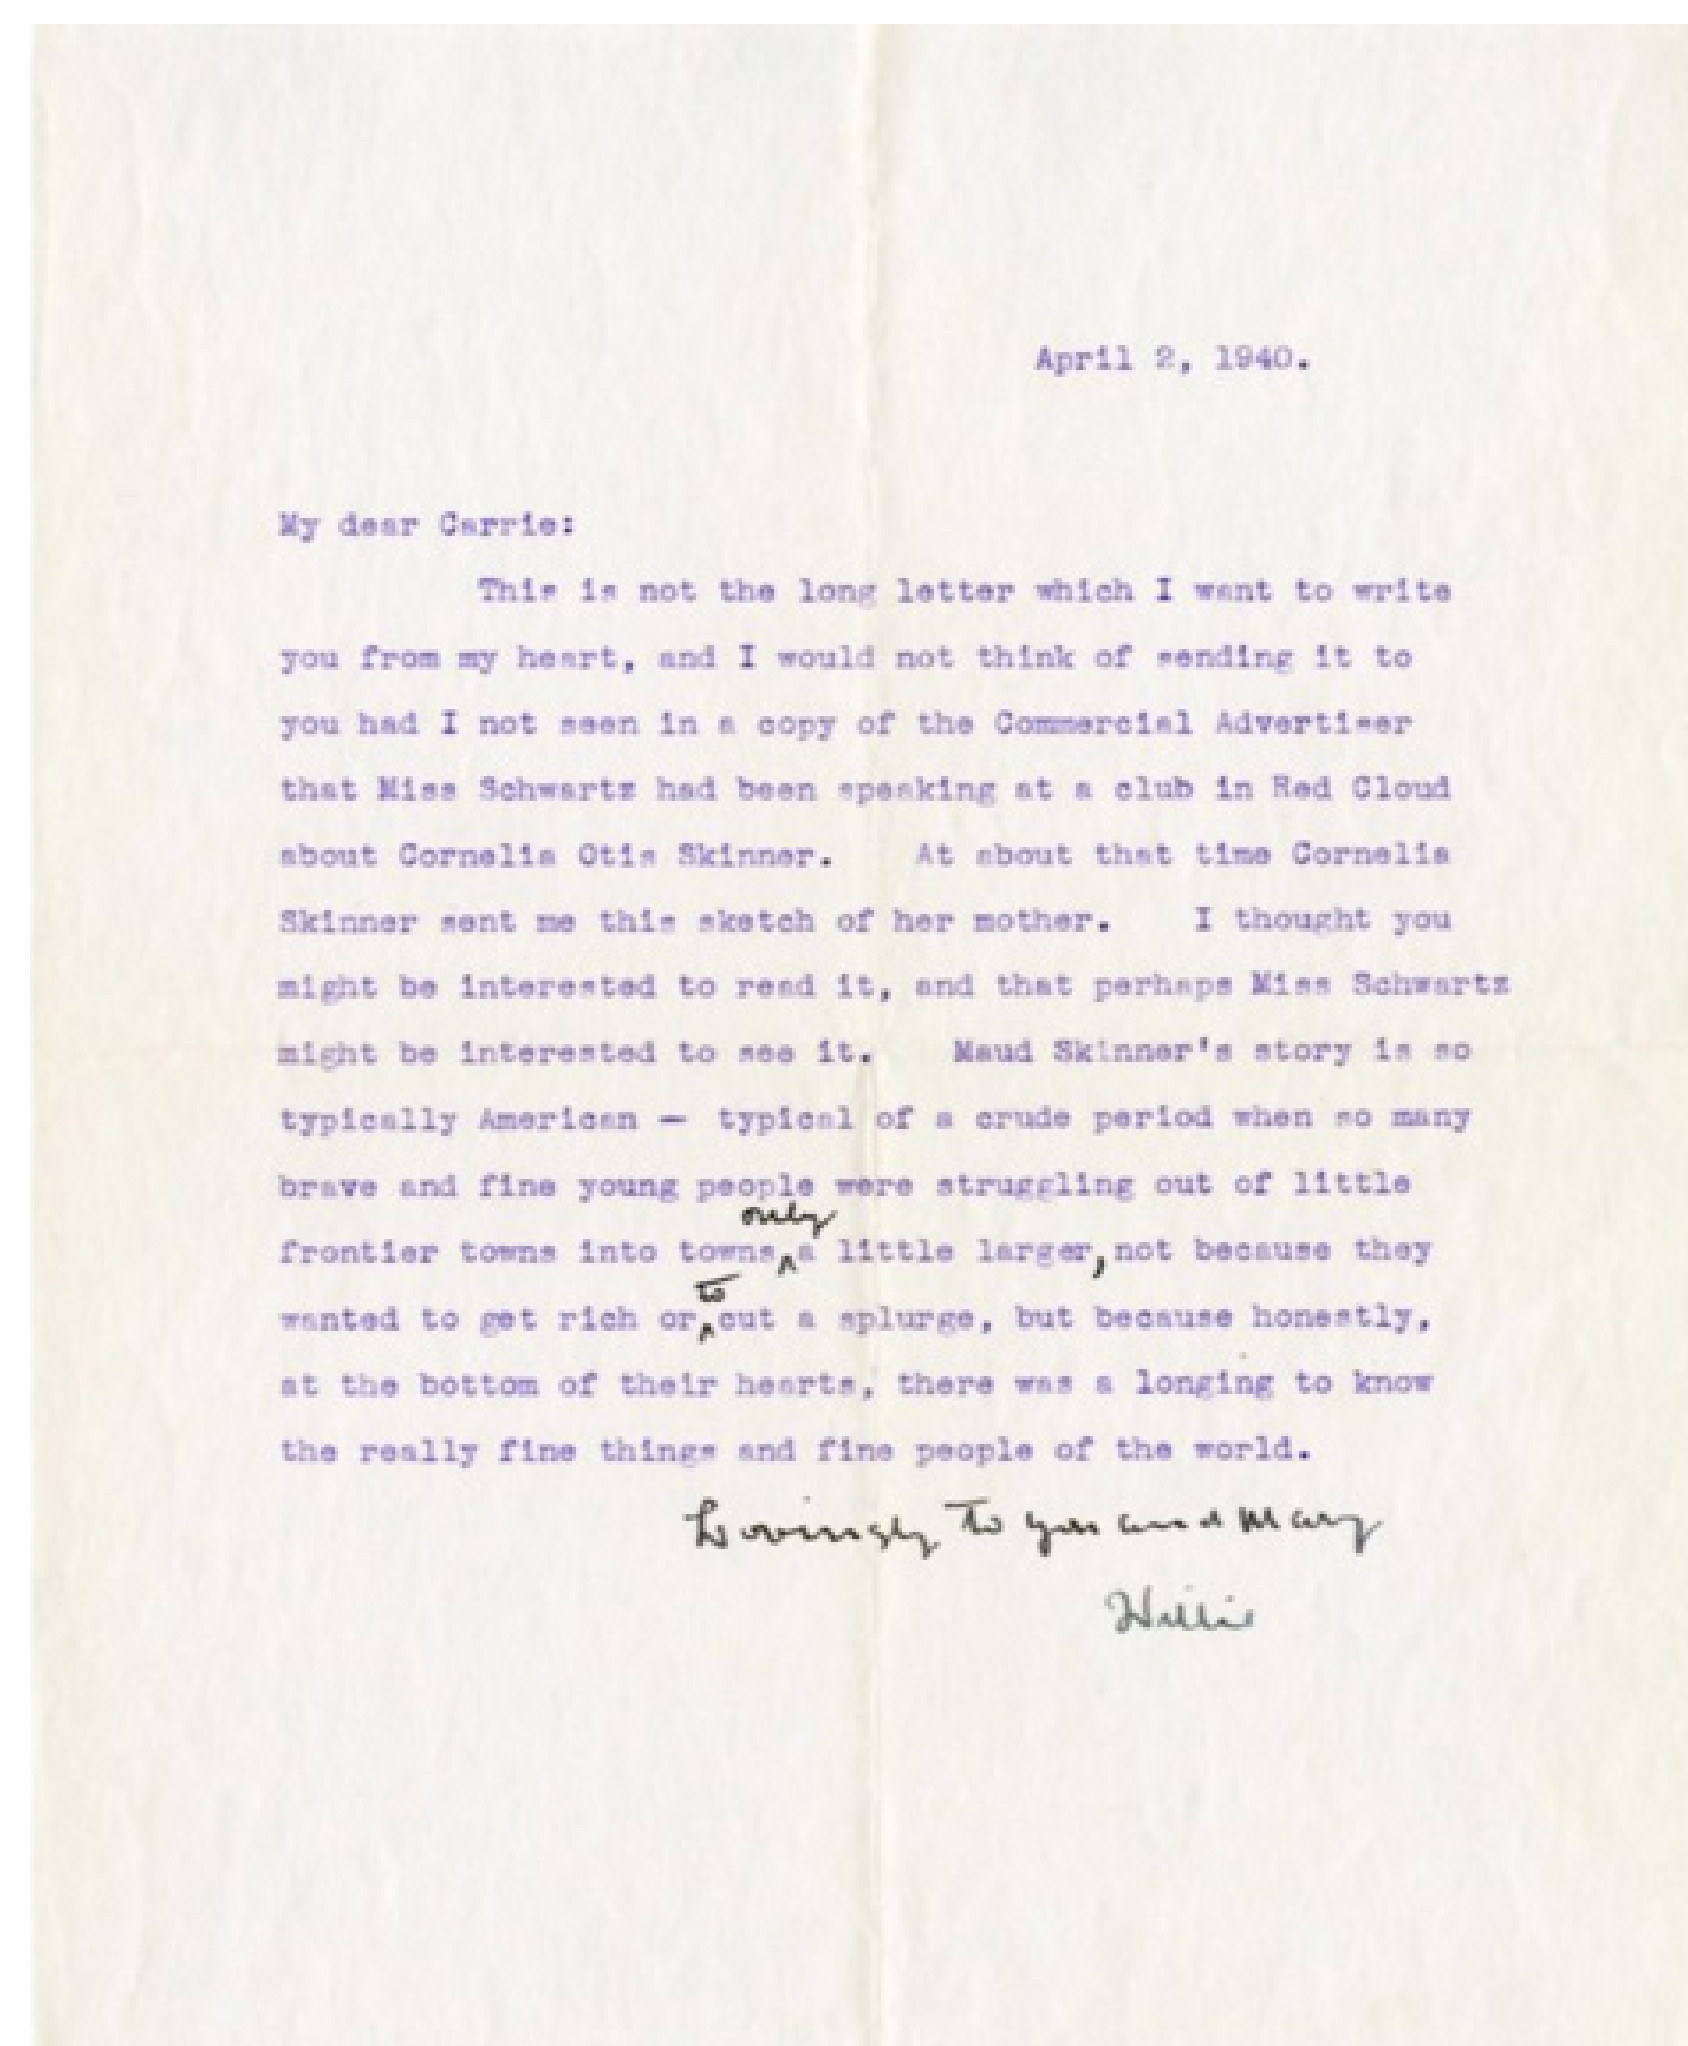 April 2, 1940.
My dear Carrie:
This is not the long letter which I want to write
you from my heart, and I would not think of sending it to
you had I not seen in a copy of the Commercial Advertiser
that Miss Schwartz had been speaking at a club in Red Cloud
about Cornelia Otis Skinner. At about that time Cornelia
Skinner sent me this sketch of her mother. I thought you
might be interested to read it, and that perhaps Miss Schwartz
might be interested to see it. Maud Skinner's story is so
typically American — typical of a crude period when so many
brave and fine young people were struggling out of little
only
frontier towns into towns ^ a little larger, not because they
to
wanted to get rich or ^ cut a splurge, but because honestly,
at the bottom of their hearts, there was a longing to know
the really fine things and fine people of the world.
Lovingly to you and Mary
Willie